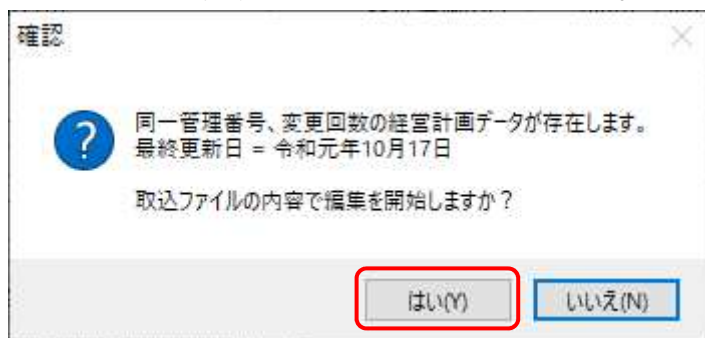 確認
同一管理番号、変更回数の経営計画データが存在します。
最終更新日 = 令和元年10月17日
取込ファイルの内容で編集を開始しますか？
はい(Y)
いいえ(N)